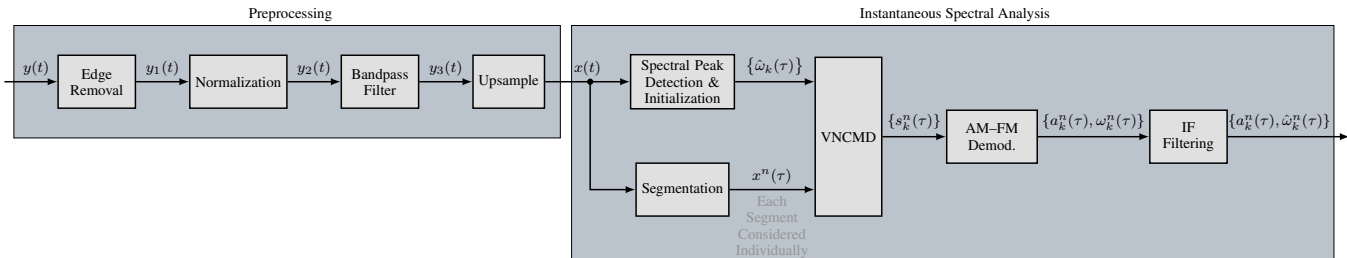 Preprocessing
y(t)
Edge
Removal
y₁(t)
Normalization
y₂(t)
Bandpass
Filter
y₃(t)
Upsample
Instantaneous Spectral Analysis
x(t)
Spectral Peak
Detection &
Initialization
{ω̂ₖ(τ)}
Segmentation
xⁿ(τ)
Each
Segment
Considered
Individually
VNCMD
{sₖⁿ(τ)}
AM–FM
Demod.
{aₖⁿ(τ), ωₖⁿ(τ)}
IF
Filtering
{aₖⁿ(τ), ω̂ₖⁿ(τ)}